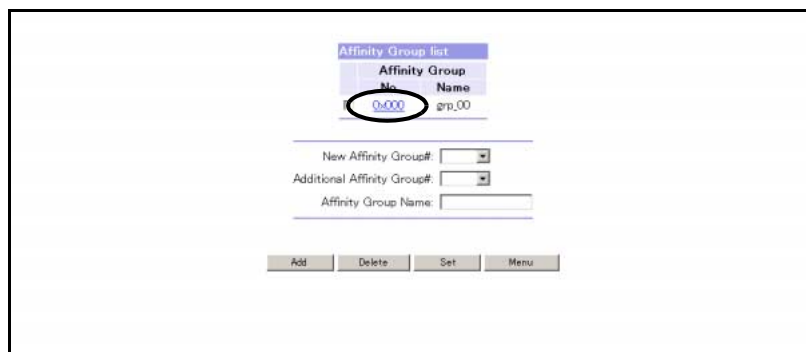 Affinity Group list
Affinity Group
No. Name
0x000 grp_00
New Affinity Group#:
Additional Affinity Group#:
Affinity Group Name:
Add Delete Set Menu